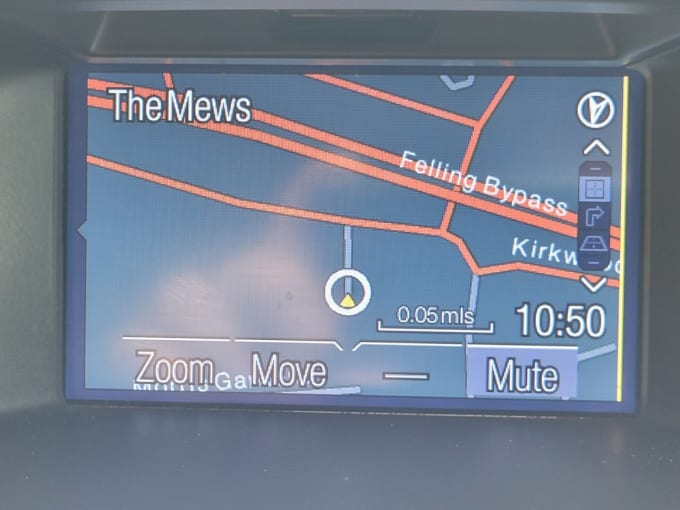 The Mews
Felling Bypass
0.05 mls
10:50
Zoom
Move
Mute